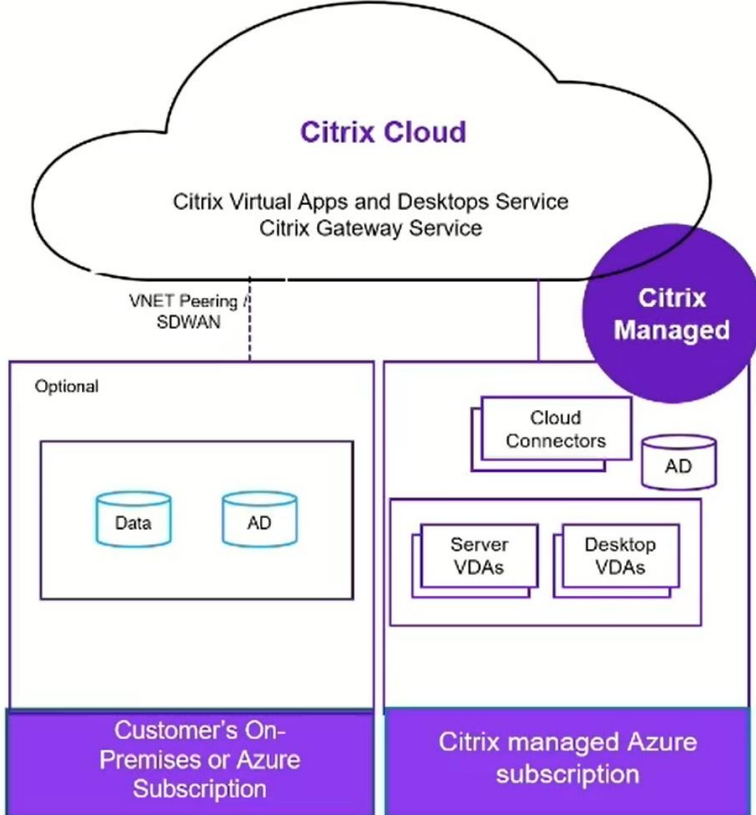 Citrix Cloud
Citrix Virtual Apps and Desktops Service
Citrix Gateway Service
Citrix
Managed
VNET Peering /
SDWAN
Optional
Data
AD
Cloud
Connectors
AD
Server
VDAs
Desktop
VDAs
Customer's On-
Premises or Azure
Subscription
Citrix managed Azure
subscription